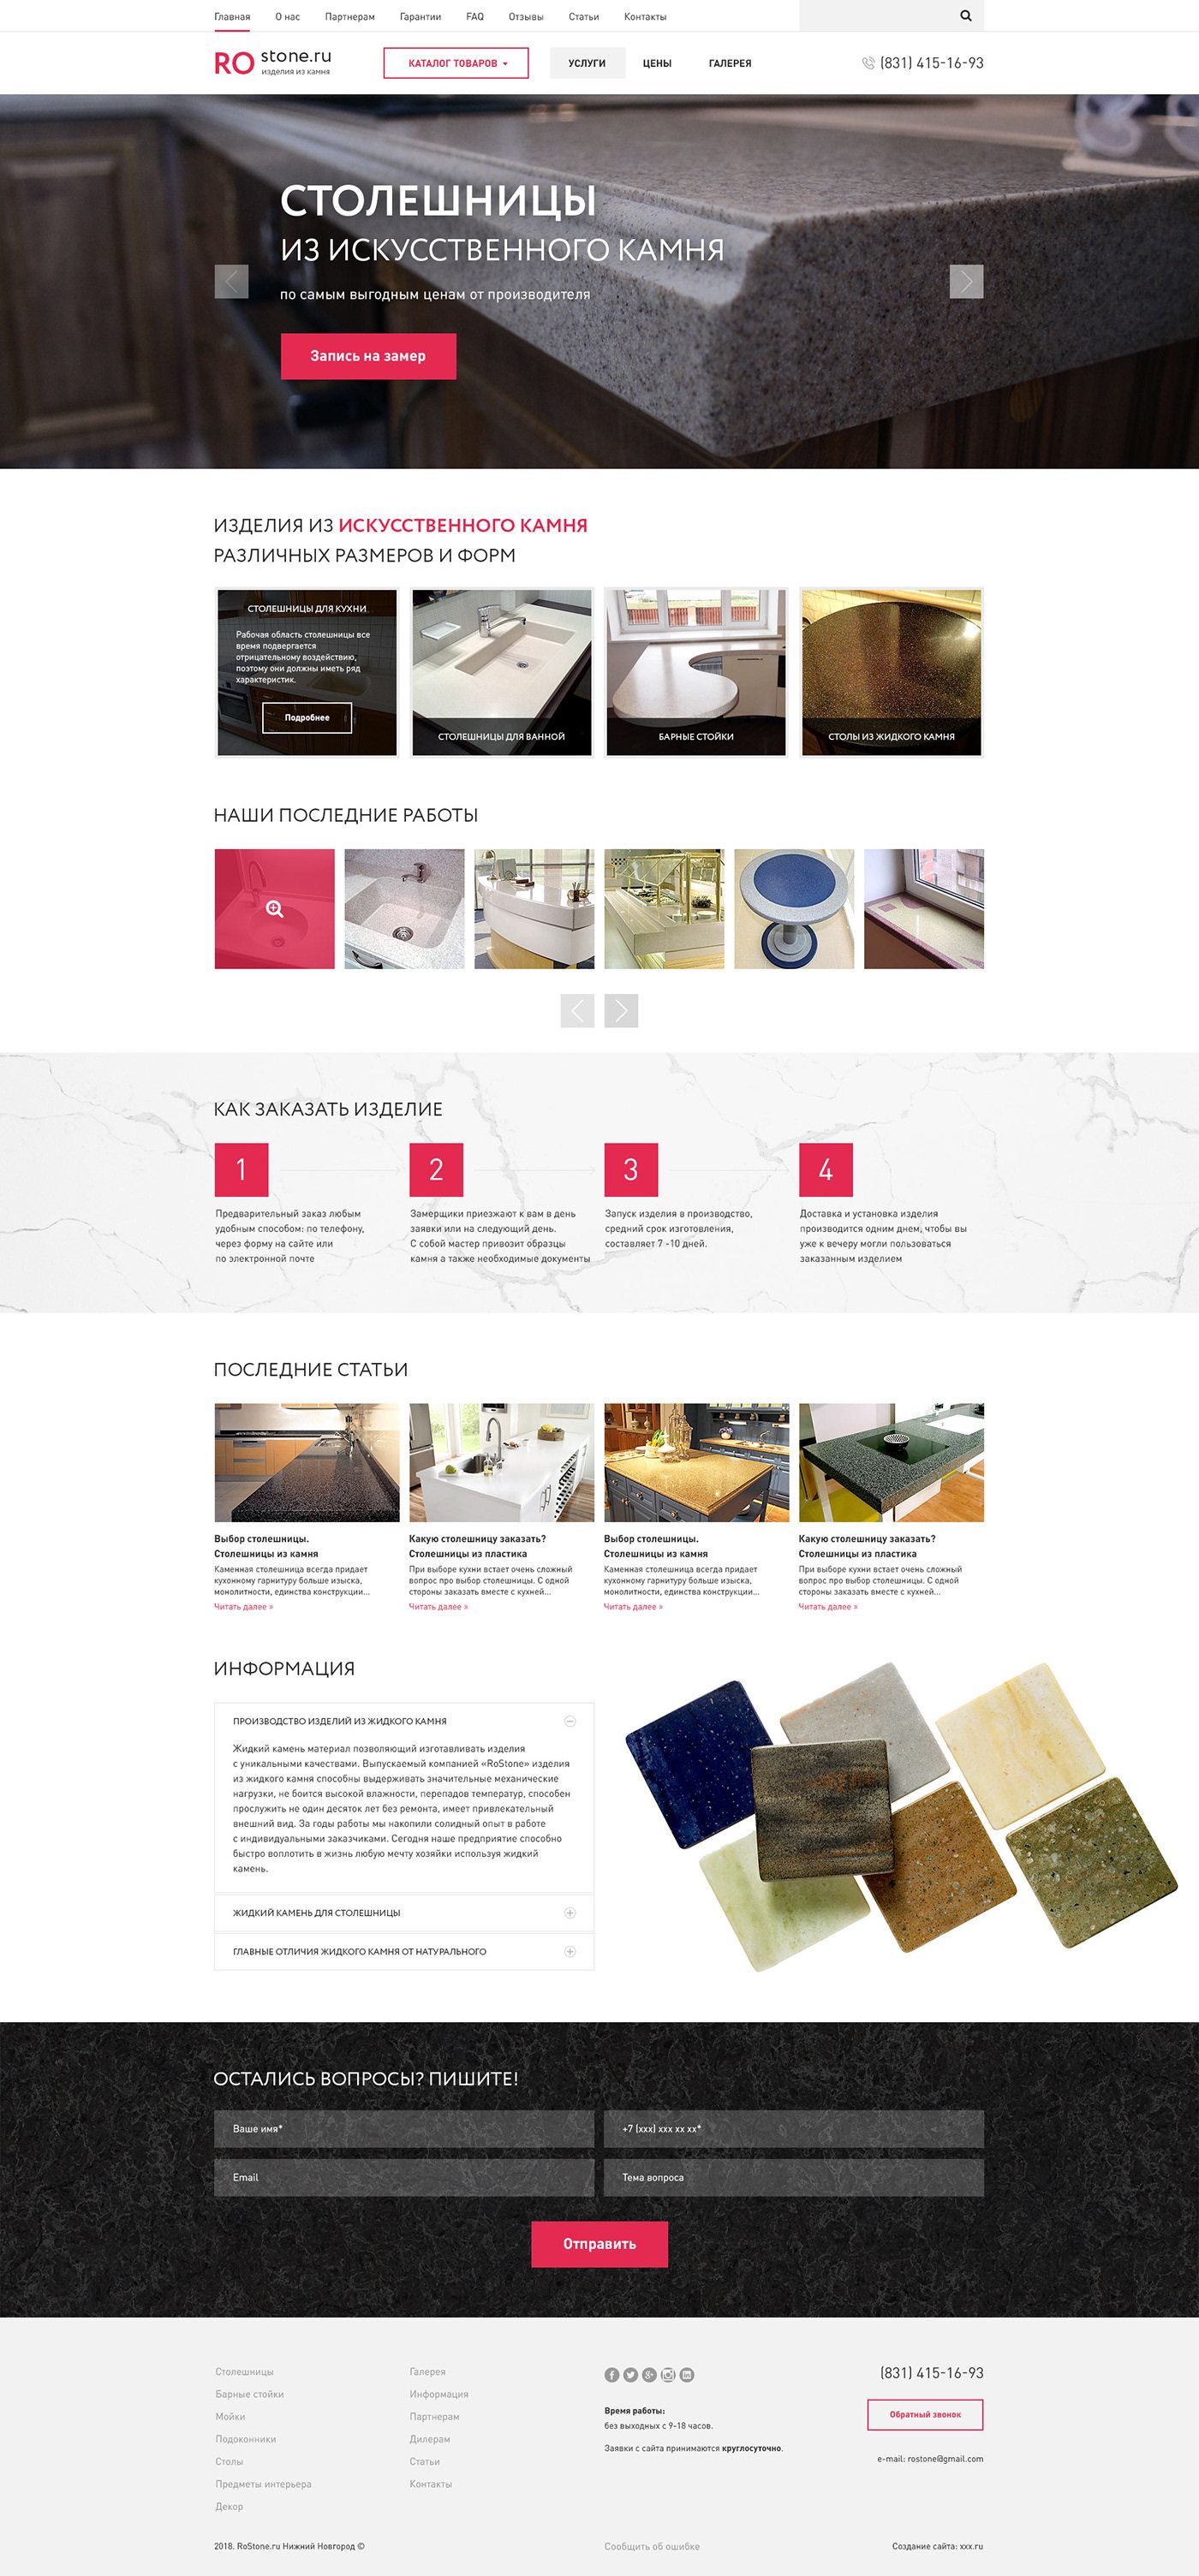 Главная О нас Партнерам Гарантии FAQ Отзывы Статьи Контакты
RO stone.ru
изделия из камня
КАТАЛОГ ТОВАРОВ УСЛУГИ ЦЕНЫ ГАЛЕРЕЯ (831) 415-16-93
СТОЛЕШНИЦЫ
ИЗ ИСКУССТВЕННОГО КАМНЯ
по самым выгодным ценам от производителя
Запись на замер
ИЗДЕЛИЯ ИЗ ИСКУССТВЕННОГО КАМНЯ
РАЗЛИЧНЫХ РАЗМЕРОВ И ФОРМ
СТОЛЕШНИЦЫ ДЛЯ КУХНИ
Рабочая область столешницы все
время подвергается
отрицательному воздействию,
поэтому они должны иметь ряд
характеристик.
Подробнее
СТОЛЕШНИЦЫ ДЛЯ ВАННОЙ
БАРНЫЕ СТОЙКИ
СТОЛЫ ИЗ ЖИДКОГО КАМНЯ
НАШИ ПОСЛЕДНИЕ РАБОТЫ
КАК ЗАКАЗАТЬ ИЗДЕЛИЕ
1
Предварительный заказ любым
удобным способом: по телефону,
через форму на сайте или
по электронной почте
2
Замерщики приезжают к вам в день
заявки или на следующий день.
С собой мастер привозит образцы
камня а также необходимые документы
3
Запуск изделия в производство,
средний срок изготовления,
составляет 7 -10 дней.
4
Доставка и установка изделия
производится одним днем, чтобы вы
уже к вечеру могли пользоваться
заказанным изделием
ПОСЛЕДНИЕ СТАТЬИ
Выбор столешницы.
Столешницы из камня
Каменная столешница всегда придает
кухонному гарнитуру больше изыска,
монолитности, единства конструкции...
Читать далее »
Какую столешницу заказать?
Столешницы из пластика
При выборе кухни встает очень сложный
вопрос про выбор столешницы. С одной
стороны заказать вместе с кухней...
Читать далее »
Выбор столешницы.
Столешницы из камня
Каменная столешница всегда придает
кухонному гарнитуру больше изыска,
монолитности, единства конструкции...
Читать далее »
Какую столешницу заказать?
Столешницы из пластика
При выборе кухни встает очень сложный
вопрос про выбор столешницы. С одной
стороны заказать вместе с кухней...
Читать далее »
ИНФОРМАЦИЯ
ПРОИЗВОДСТВО ИЗДЕЛИЙ ИЗ ЖИДКОГО КАМНЯ
Жидкий камень материал позволяющий изготавливать изделия
с уникальными качествами. Выпускаемый компанией «RoStone» изделия
из жидкого камня способны выдерживать значительные механические
нагрузки, не боится высокой влажности, перепадов температур, способен
прослужить не один десяток лет без ремонта, имеет привлекательный
внешний вид. За годы работы мы накопили солидный опыт в работе
с индивидуальными заказчиками. Сегодня наше предприятие способно
быстро воплотить в жизнь любую мечту хозяйки используя жидкий
камень.
ЖИДКИЙ КАМЕНЬ ДЛЯ СТОЛЕШНИЦЫ
ГЛАВНЫЕ ОТЛИЧИЯ ЖИДКОГО КАМНЯ ОТ НАТУРАЛЬНОГО
ОСТАЛИСЬ ВОПРОСЫ? ПИШИТЕ!
Ваше имя* +7 (xxx) xxx xx xx*
Email Тема вопроса
Отправить
Столешницы
Барные стойки
Мойки
Подоконники
Столы
Предметы интерьера
Декор
Галерея
Информация
Партнерам
Дилерам
Статьи
Контакты
Время работы:
без выходных с 9-18 часов.
Заявки с сайта принимаются круглосуточно.
(831) 415-16-93
Обратный звонок
e-mail: rostone@gmail.com
2018. RoStone.ru Нижний Новгород © Сообщить об ошибке Создание сайта: xxx.ru